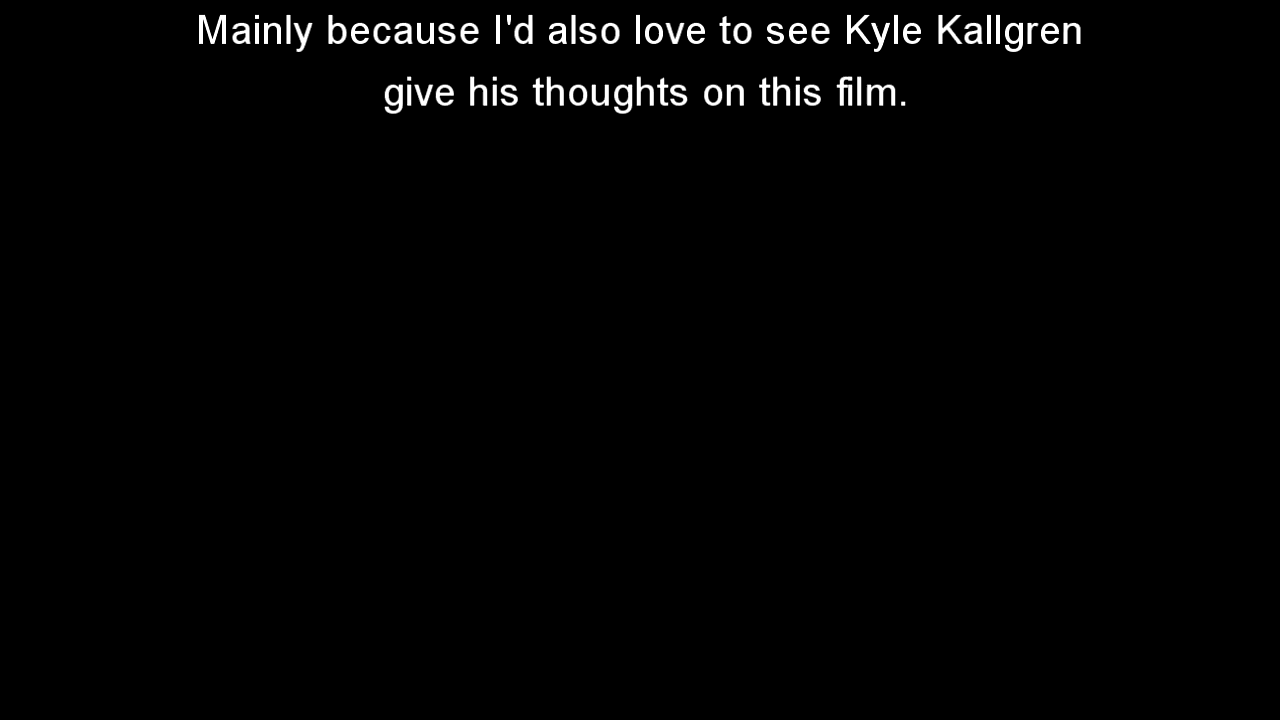 Mainly because I'd also love to see Kyle Kallgren
give his thoughts on this film.